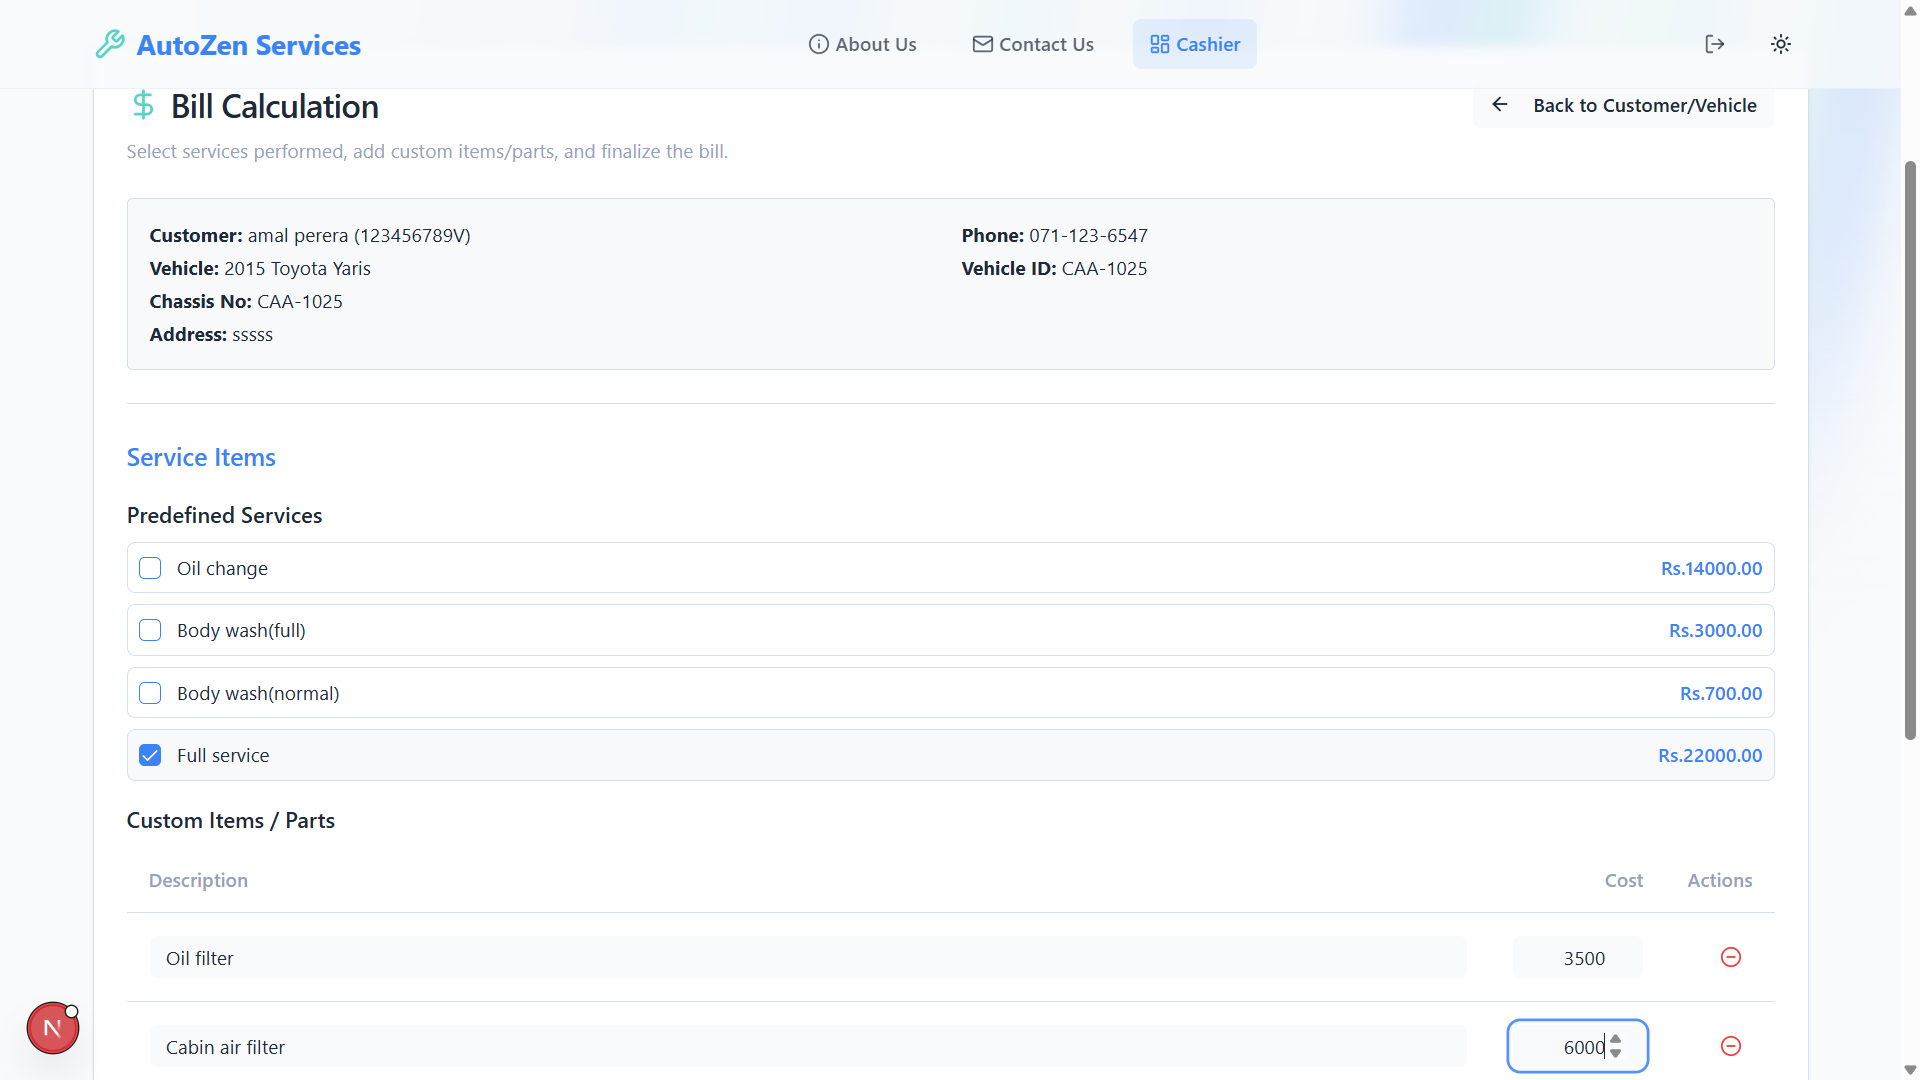 AutoZen Services
About Us
Contact Us
Cashier
Bill Calculation
Back to Customer/Vehicle
Select services performed, add custom items/parts, and finalize the bill.
Customer: amal perera (123456789V)
Phone: 071-123-6547
Vehicle: 2015 Toyota Yaris
Vehicle ID: CAA-1025
Chassis No: CAA-1025
Address: sssss
Service Items
Predefined Services
Oil change Rs.14000.00
Body wash(full) Rs.3000.00
Body wash(normal) Rs.700.00
Full service Rs.22000.00
Custom Items / Parts
Description Cost Actions
Oil filter 3500
Cabin air filter 6000
N